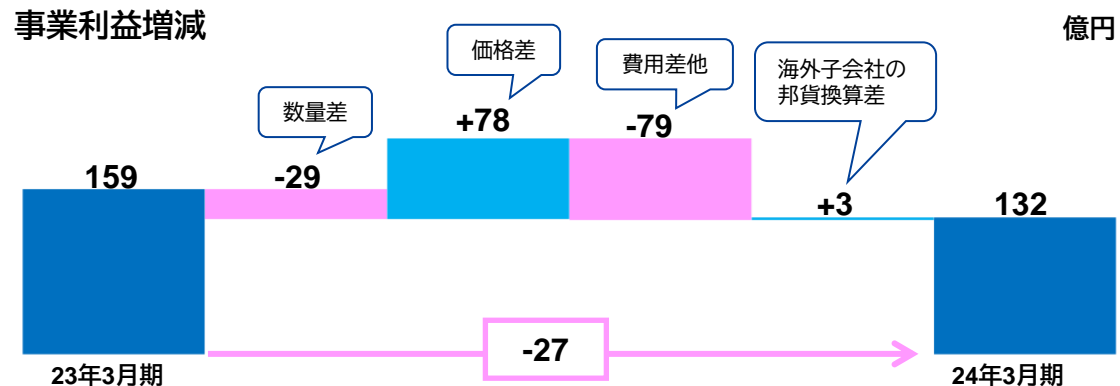 事業利益増減
億円
価格差
費用差他
海外子会社の
邦貨換算差
数量差
+78
-79
159
-29
+3
132
-27
23年3月期
24年3月期